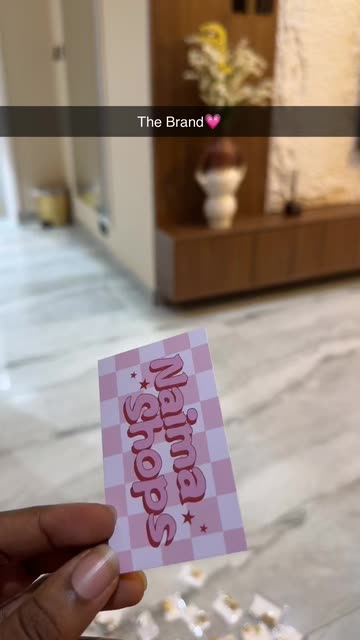 The Brand💗
Naima
Shops